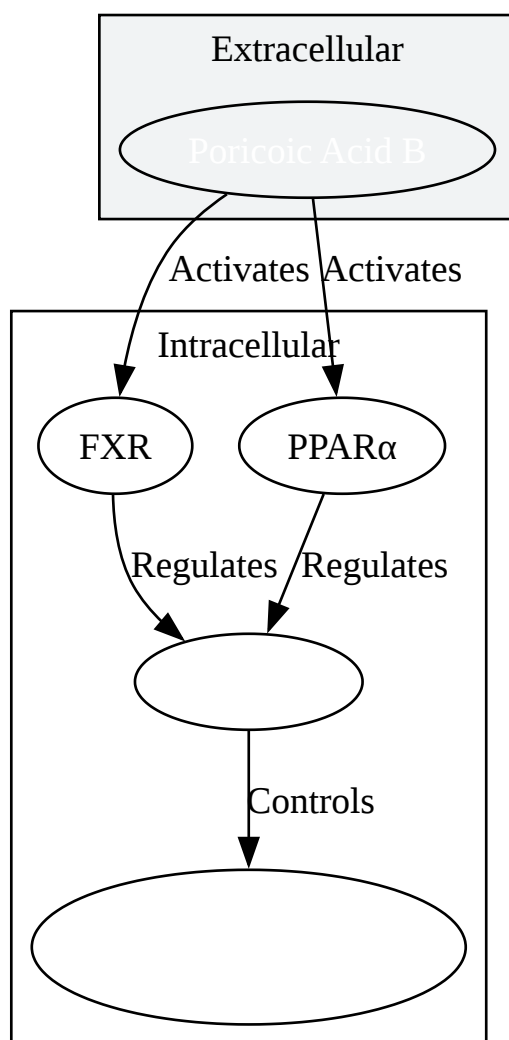 Extracellular
Poricoic Acid B
Activates Activates
Intracellular
FXR PPARα
Regulates Regulates
Controls